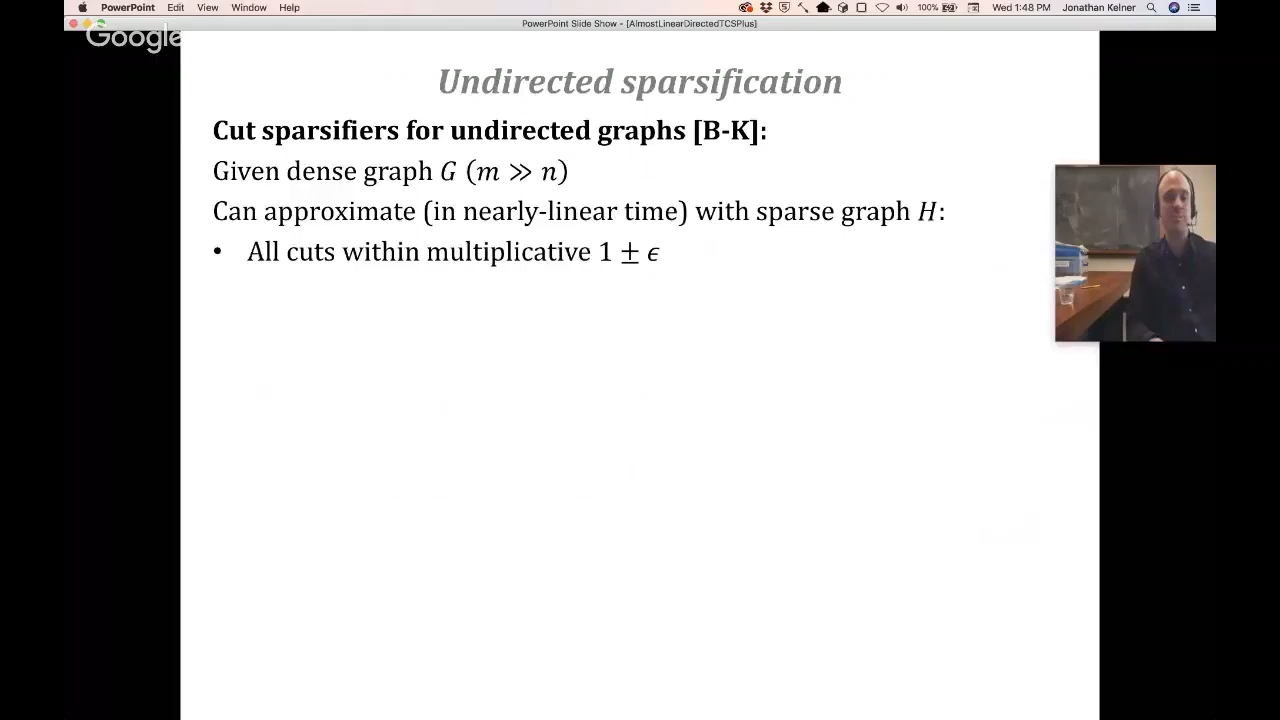 PowerPoint File Edit View Window Help
100% Wed 1:48 PM Jonathan Kelner
PowerPoint Slide Show - [AlmostLinearDirectedTCSPlus]
Google
Undirected sparsification
Cut sparsifiers for undirected graphs [B-K]:
Given dense graph G (m ≫ n)
Can approximate (in nearly-linear time) with sparse graph H:
• All cuts within multiplicative 1 ± ϵ